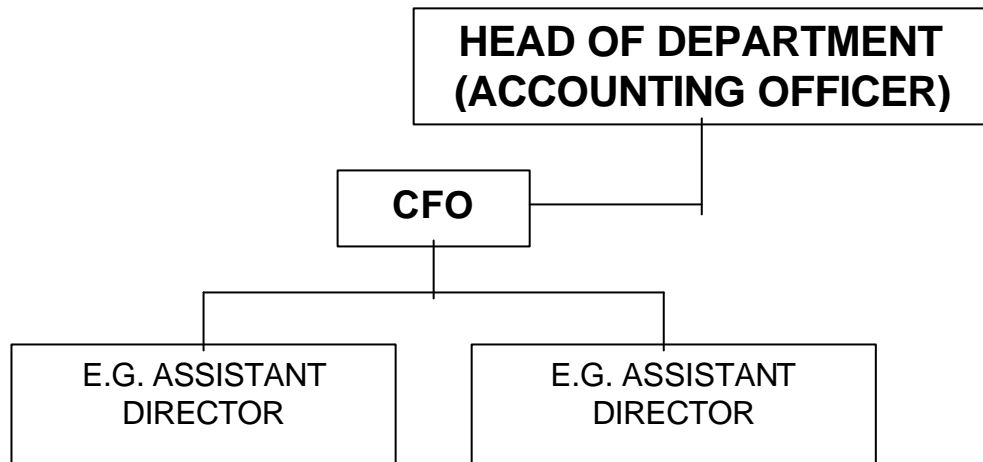 HEAD OF DEPARTMENT
(ACCOUNTING OFFICER)
CFO
E.G. ASSISTANT
DIRECTOR
E.G. ASSISTANT
DIRECTOR